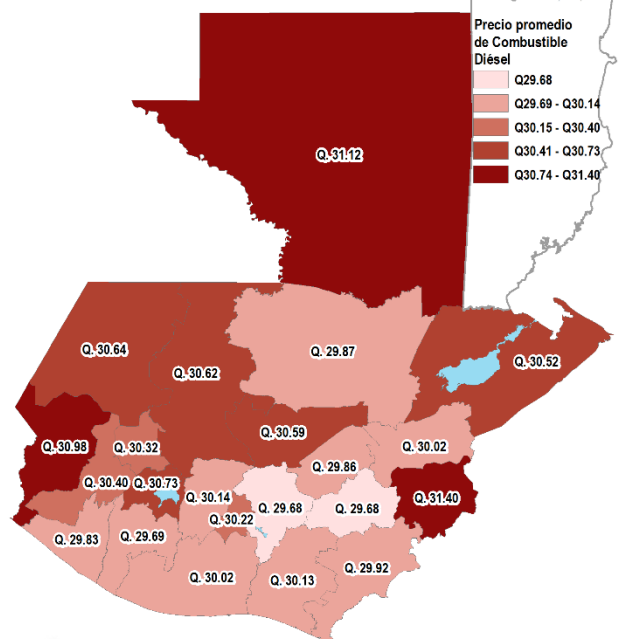 Precio promedio
de Combustible
Diésel
Q29.68
Q29.69 - Q30.14
Q30.15 - Q30.40
Q30.41 - Q30.73
Q30.74 - Q31.40
Q. 31.12
Q. 30.64
Q. 30.62
Q. 29.87
Q. 30.52
Q. 30.98
Q. 30.32
Q. 30.59
Q. 30.02
Q. 29.86
Q. 30.40
Q. 30.73
Q. 30.14
Q. 29.68
Q. 29.68
Q. 31.40
Q. 30.22
Q. 29.83
Q. 29.69
Q. 30.02
Q. 30.13
Q. 29.92